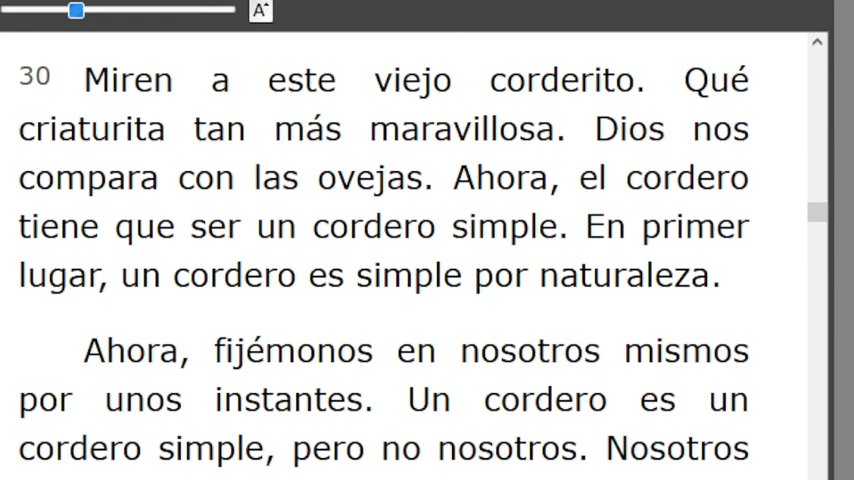 A
30 Miren a este viejo corderito. Qué
criaturita tan más maravillosa. Dios nos
compara con las ovejas. Ahora, el cordero
tiene que ser un cordero simple. En primer
lugar, un cordero es simple por naturaleza.
Ahora, fijémonos en nosotros mismos
por unos instantes. Un cordero es un
cordero simple, pero no nosotros. Nosotros